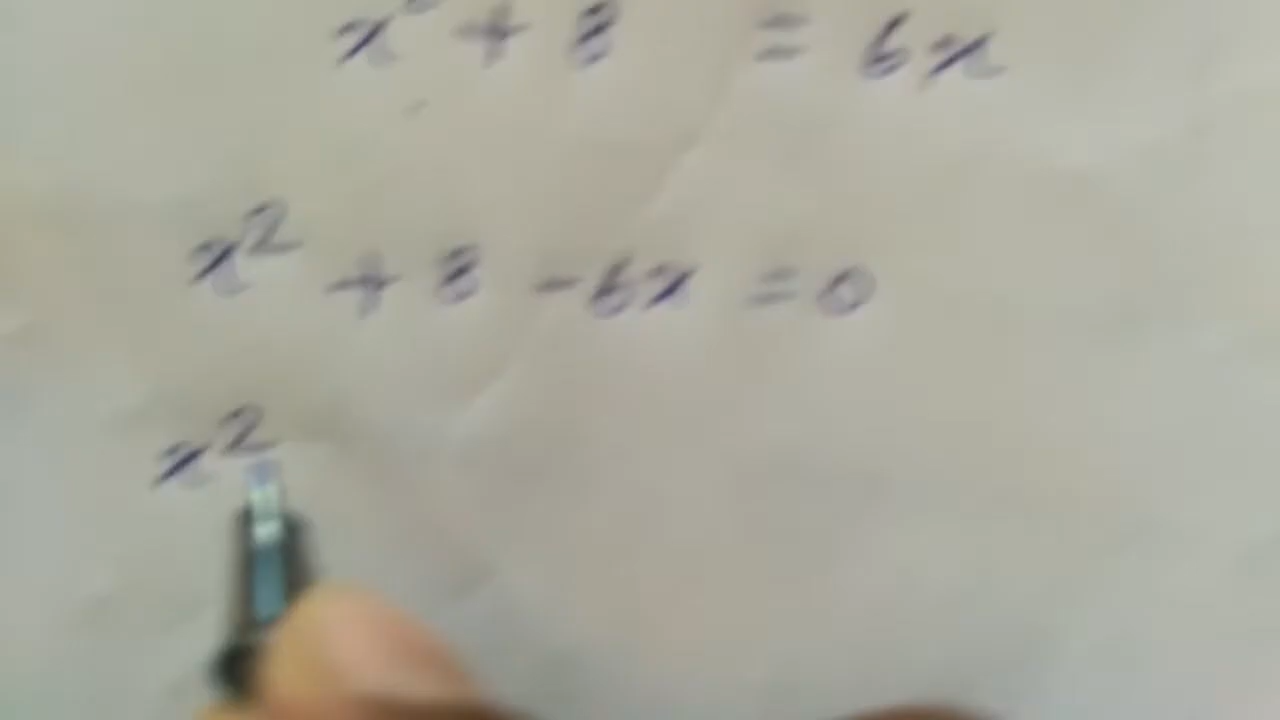 x² + 8 = 6x
x² + 8 - 6x = 0
x²